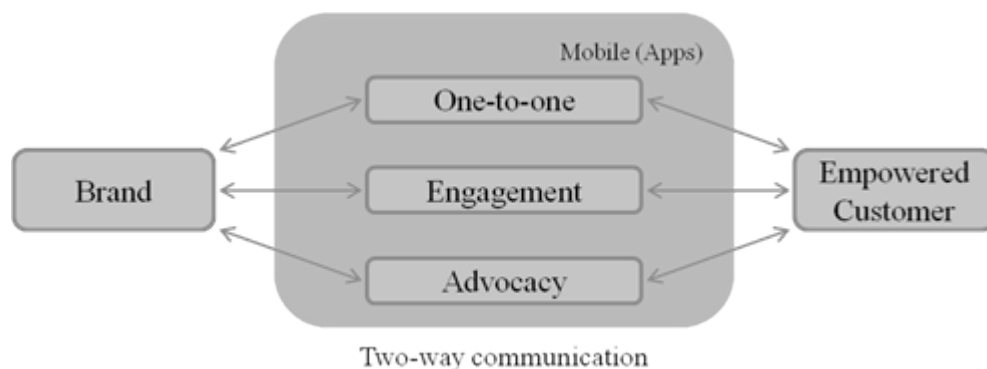 Mobile (Apps)
One-to-one
Brand
Engagement
Empowered
Customer
Advocacy
Two-way communication